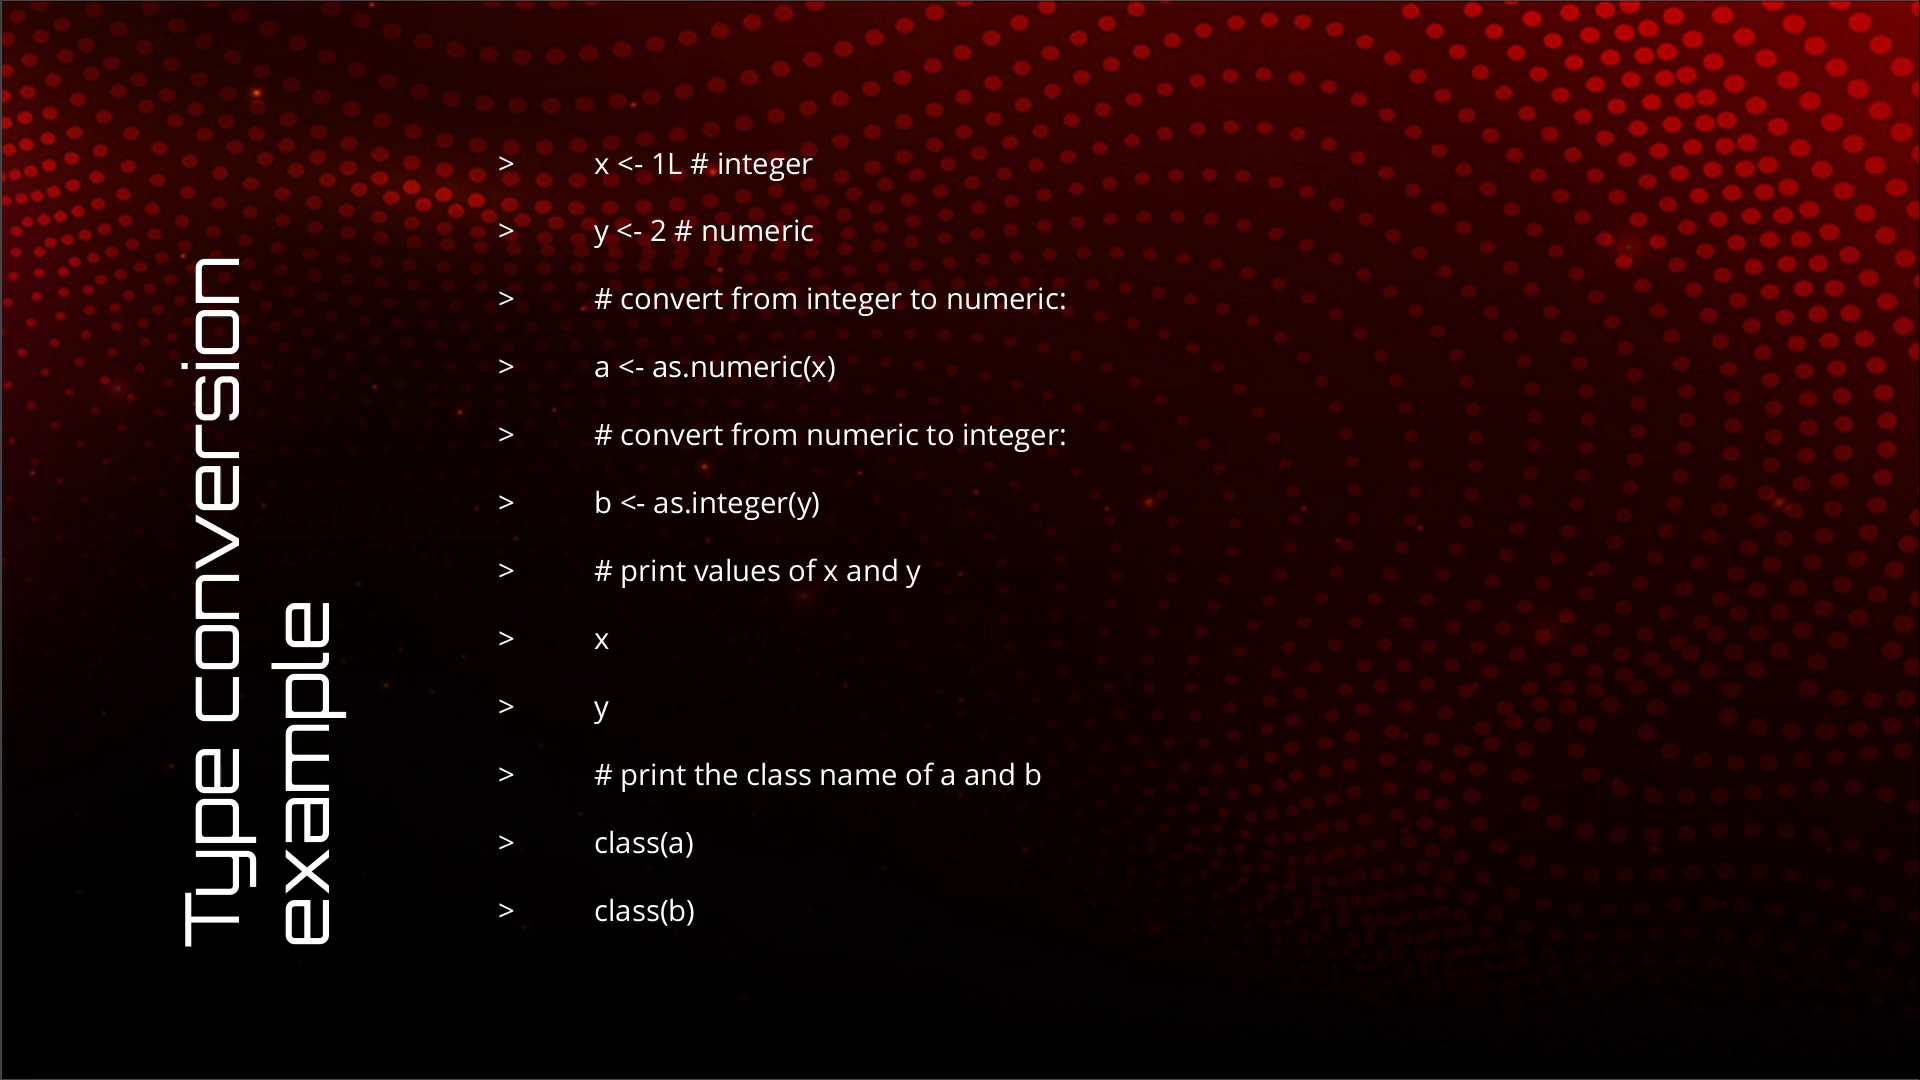 Type conversion
example
> x <- 1L # integer
> y <- 2 # numeric
> # convert from integer to numeric:
> a <- as.numeric(x)
> # convert from numeric to integer:
> b <- as.integer(y)
> # print values of x and y
> x
> y
> # print the class name of a and b
> class(a)
> class(b)